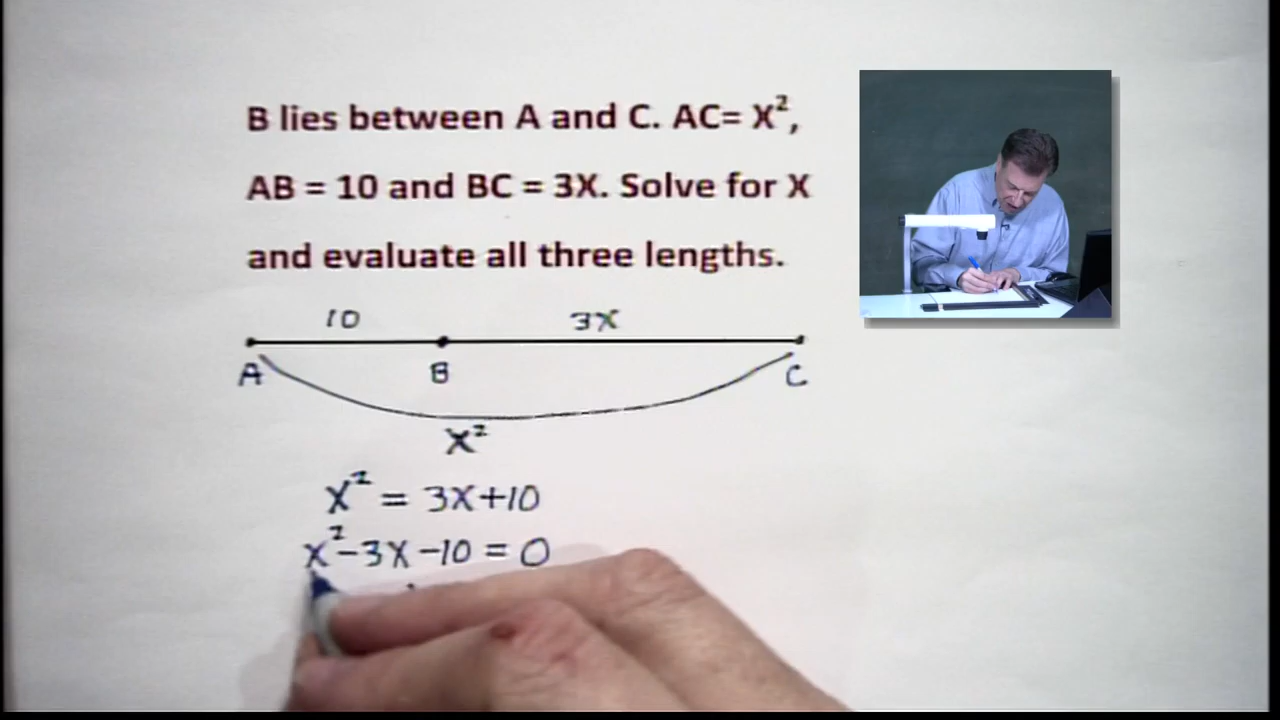 B lies between A and C. AC= X²,
AB = 10 and BC = 3X. Solve for X
and evaluate all three lengths.
10 3X
A B C
X²
X² = 3X+10
X²-3X-10 = 0